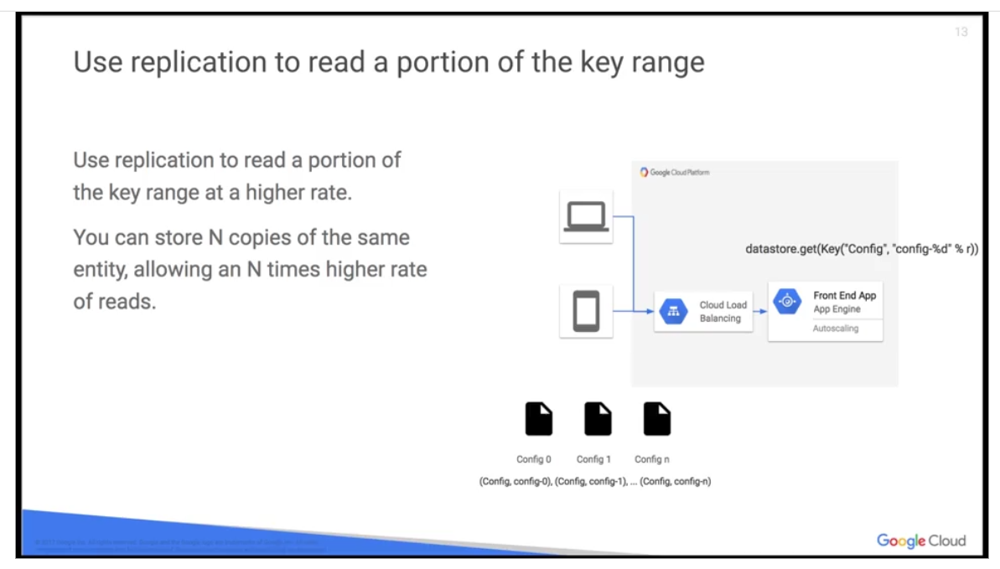 13
Use replication to read a portion of the key range
Use replication to read a portion of
the key range at a higher rate.
You can store N copies of the same
entity, allowing an N times higher rate
of reads.
Google Cloud Platform
datastore.get(Key("Config", "config-%d" % r))
Cloud Load
Balancing
Front End App
App Engine
Autoscaling
Config 0
Config 1
Config n
(Config, config-0), (Config, config-1), ... (Config, config-n)
Google Cloud